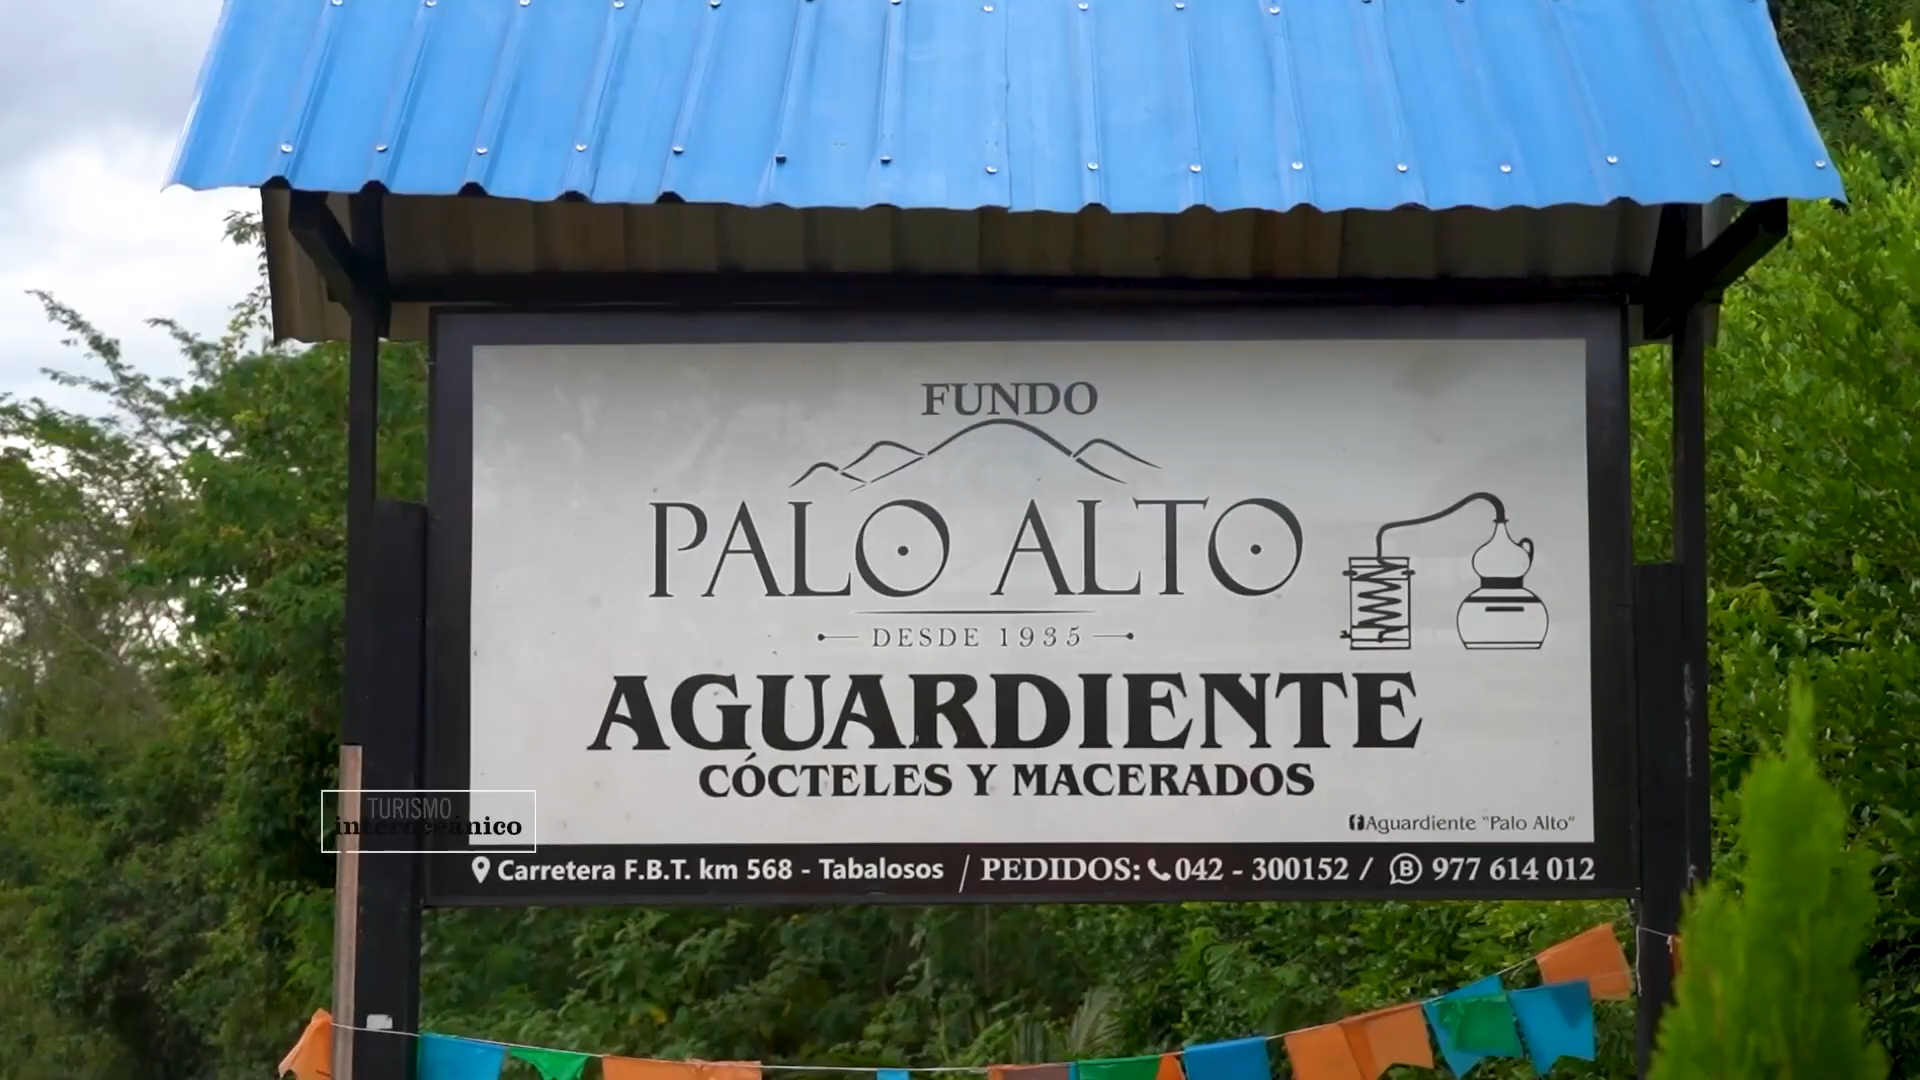 FUNDO
PALO ALTO
DESDE 1935
AGUARDIENTE
CÓCTELES Y MACERADOS
Aguardiente "Palo Alto"
TURISMO
interoceánico
Carretera F.B.T. km 568 - Tabalosos / PEDIDOS: 042 - 300152 / 977 614 012